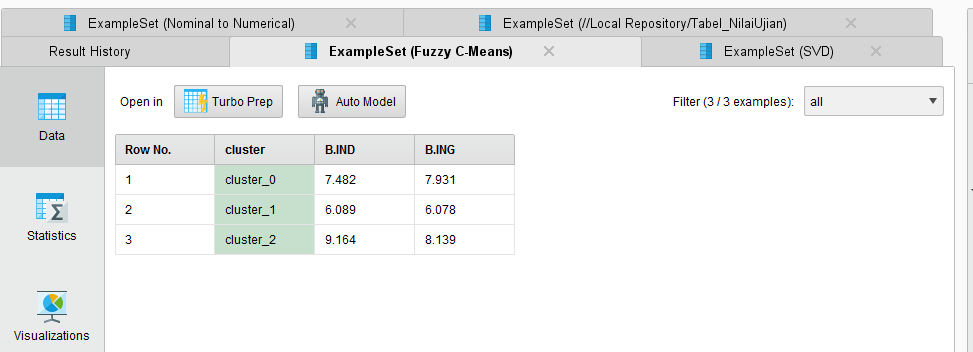 ExampleSet (Nominal to Numerical)
ExampleSet (//Local Repository/Tabel_NilaiUjian)
Result History
ExampleSet (Fuzzy C-Means)
ExampleSet (SVD)
Data
Statistics
Visualizations
Open in Turbo Prep Auto Model Filter (3 / 3 examples): all
Row No. cluster B.IND B.ING
1 cluster_0 7.482 7.931
2 cluster_1 6.089 6.078
3 cluster_2 9.164 8.139